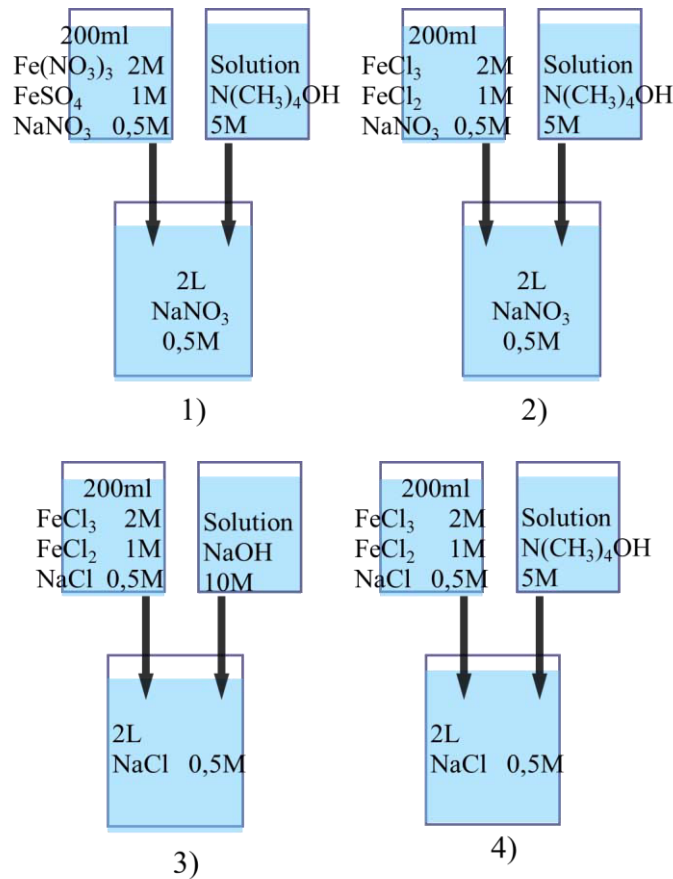 200ml
Fe(NO₃)₃ 2M
FeSO₄ 1M
NaNO₃ 0,5M
Solution
N(CH₃)₄OH
5M
2L
NaNO₃
0,5M
1)
200ml
FeCl₃ 2M
FeCl₂ 1M
NaNO₃ 0,5M
Solution
N(CH₃)₄OH
5M
2L
NaNO₃
0,5M
2)
200ml
FeCl₃ 2M
FeCl₂ 1M
NaCl 0,5M
Solution
NaOH
10M
2L
NaCl 0,5M
3)
200ml
FeCl₃ 2M
FeCl₂ 1M
NaCl 0,5M
Solution
N(CH₃)₄OH
5M
2L
NaCl 0,5M
4)